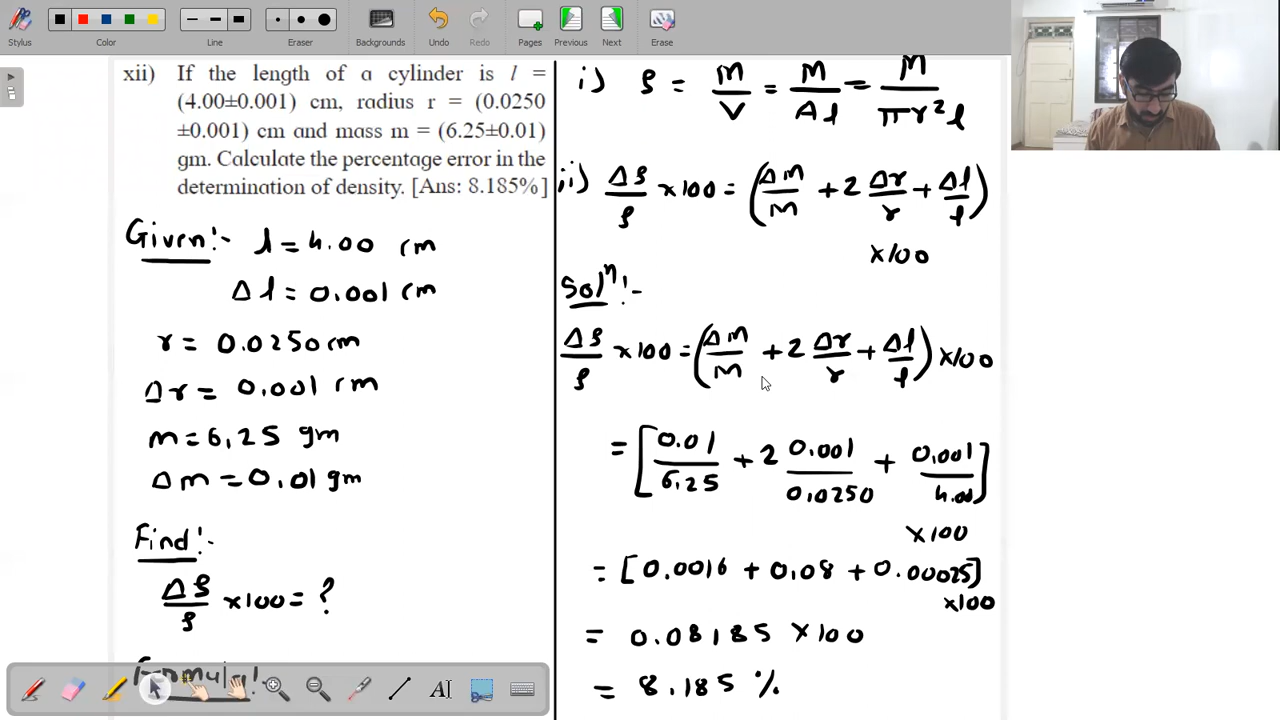 Stylus
Color
Line
Eraser
Backgrounds
Undo
Redo
Pages
Previous
Next
Erase
xii) If the length of a cylinder is l =
(4.00±0.001) cm, radius r = (0.0250
±0.001) cm and mass m = (6.25±0.01)
gm. Calculate the percentage error in the
determination of density. [Ans: 8.185%]
Given:- l = 4.00 cm
Δl = 0.001 cm
r = 0.0250 cm
Δr = 0.001 cm
m = 6.25 gm
Δm = 0.01 gm
Find:-
Δρ/ρ × 100 = ?
Formula:-
i) ρ = M/V = M/Al = M/πr²l
ii) Δρ/ρ × 100 = (ΔM/M + 2 Δr/r + Δl/l)
× 100
Solⁿ:-
Δρ/ρ × 100 = (ΔM/M + 2 Δr/r + Δl/l) × 100
= [0.01/6.25 + 2 0.001/0.0250 + 0.001/4.00]
× 100
= [0.0016 + 0.08 + 0.00025]
× 100
= 0.08185 × 100
= 8.185 %